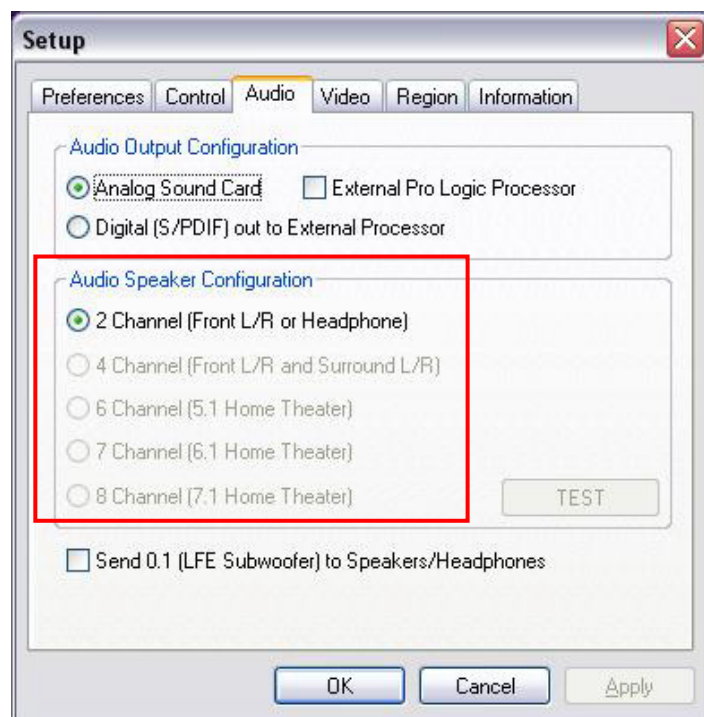 Setup
Preferences Control Audio Video Region Information
Audio Output Configuration
Analog Sound Card External Pro Logic Processor
Digital (S/PDIF) out to External Processor
Audio Speaker Configuration
2 Channel (Front L/R or Headphone)
4 Channel (Front L/R and Surround L/R)
6 Channel (5.1 Home Theater)
7 Channel (6.1 Home Theater)
8 Channel (7.1 Home Theater) TEST
Send 0.1 (LFE Subwoofer) to Speakers/Headphones
OK Cancel Apply